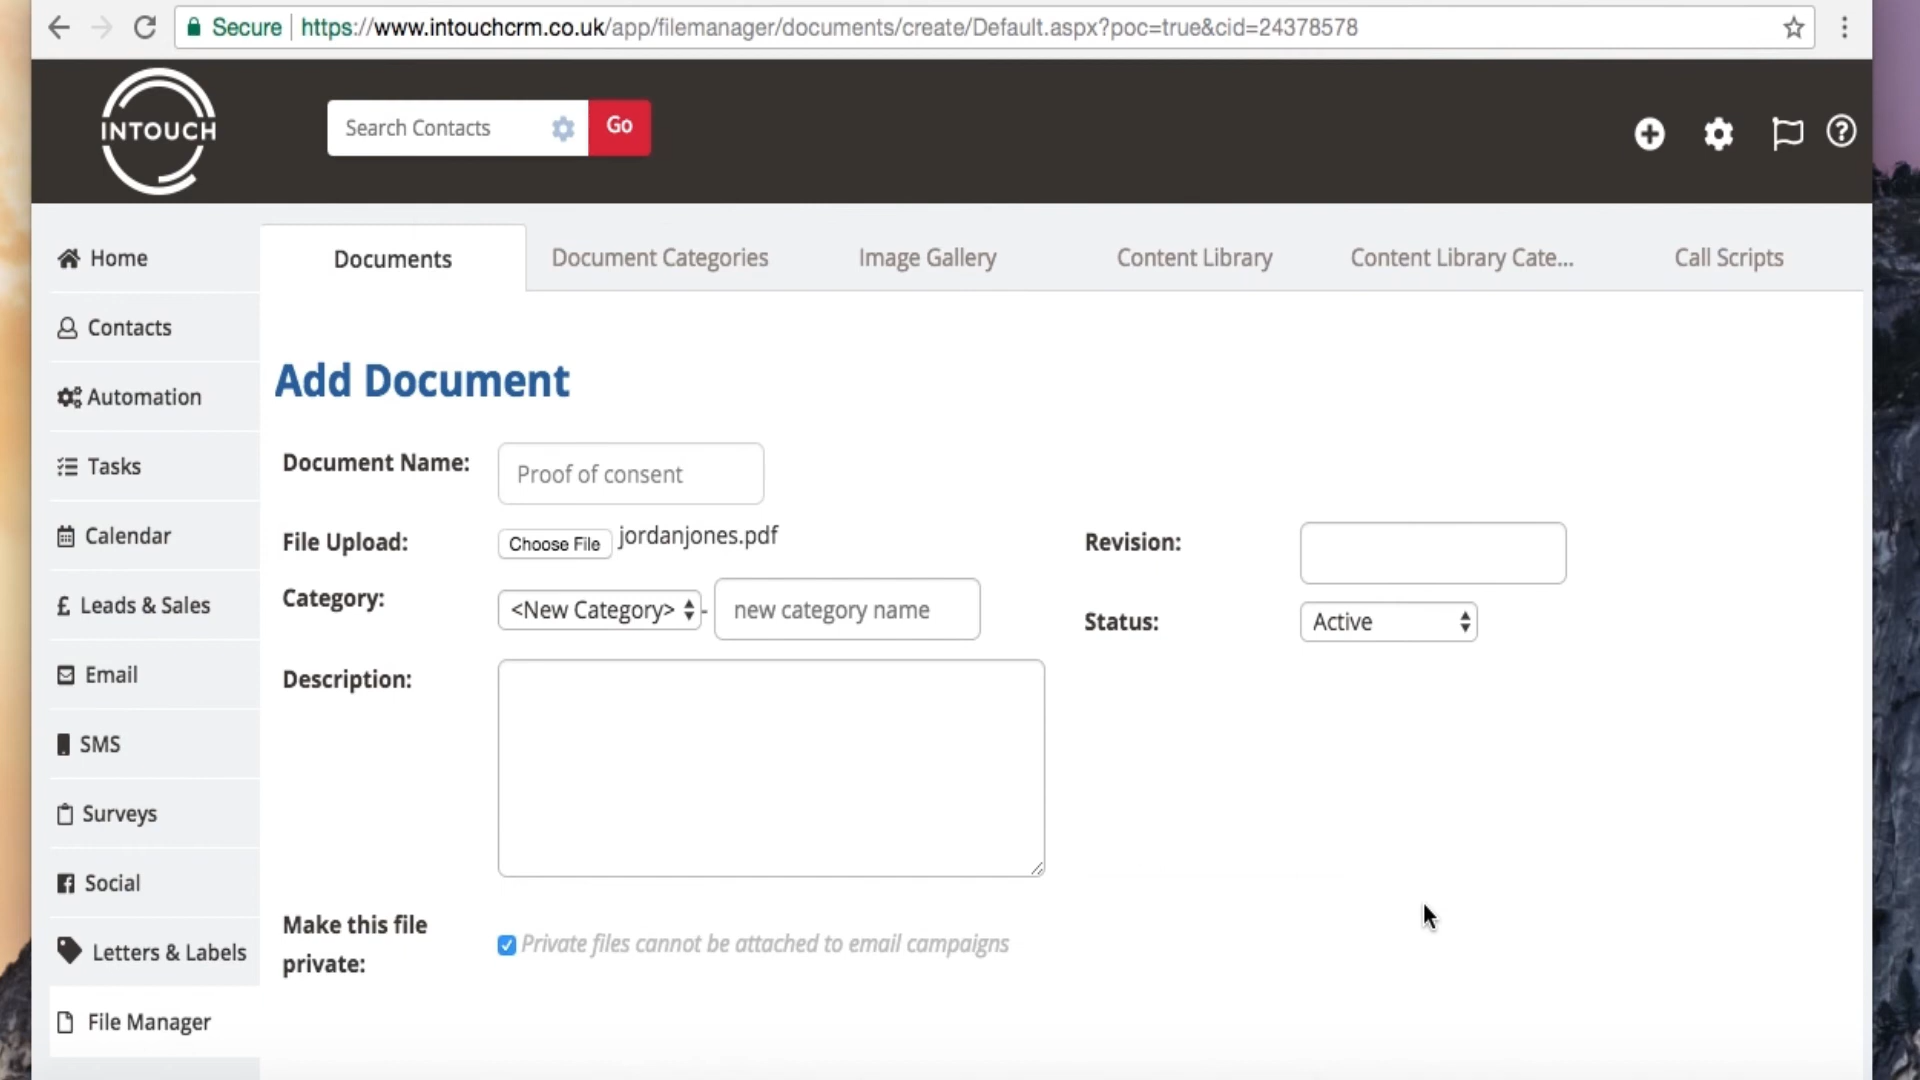 Secure https://www.intouchcrm.co.uk/app/filemanager/documents/create/Default.aspx?poc=true&cid=24378578
INTOUCH
Search Contacts
Go
Home
Documents
Document Categories
Image Gallery
Content Library
Content Library Cate...
Call Scripts
Contacts
Automation
Tasks
Calendar
£ Leads & Sales
Email
SMS
Surveys
Social
Letters & Labels
File Manager
Add Document
Document Name: Proof of consent
File Upload: Choose File jordanjones.pdf
Revision:
Category: <New Category> - new category name
Status: Active
Description:
Make this file
private:
Private files cannot be attached to email campaigns